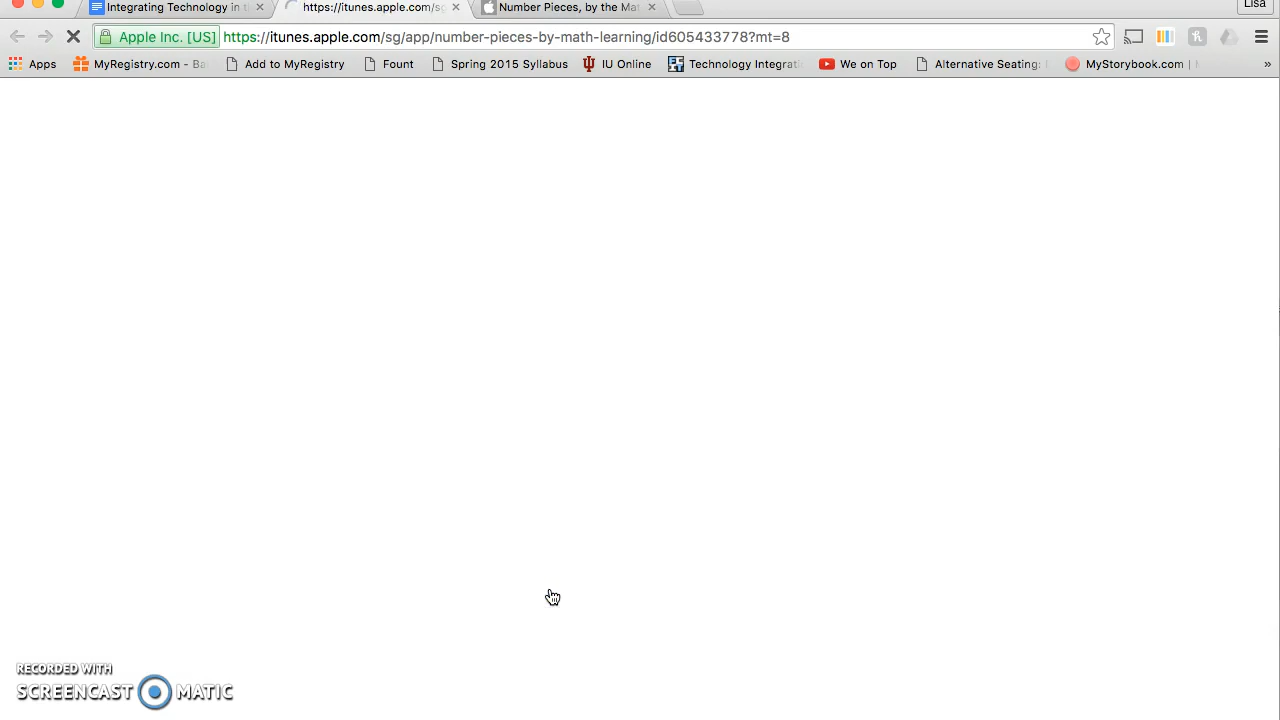 Integrating Technology in t
https://itunes.apple.com/s
Number Pieces, by the Ma
Lisa
Apple Inc. [US] https://itunes.apple.com/sg/app/number-pieces-by-math-learning/id605433778?mt=8
Apps MyRegistry.com - Ba Add to MyRegistry Fount Spring 2015 Syllabus IU Online Technology Integrati We on Top Alternative Seating: MyStorybook.com | »
RECORDED WITH
SCREENCAST MATIC